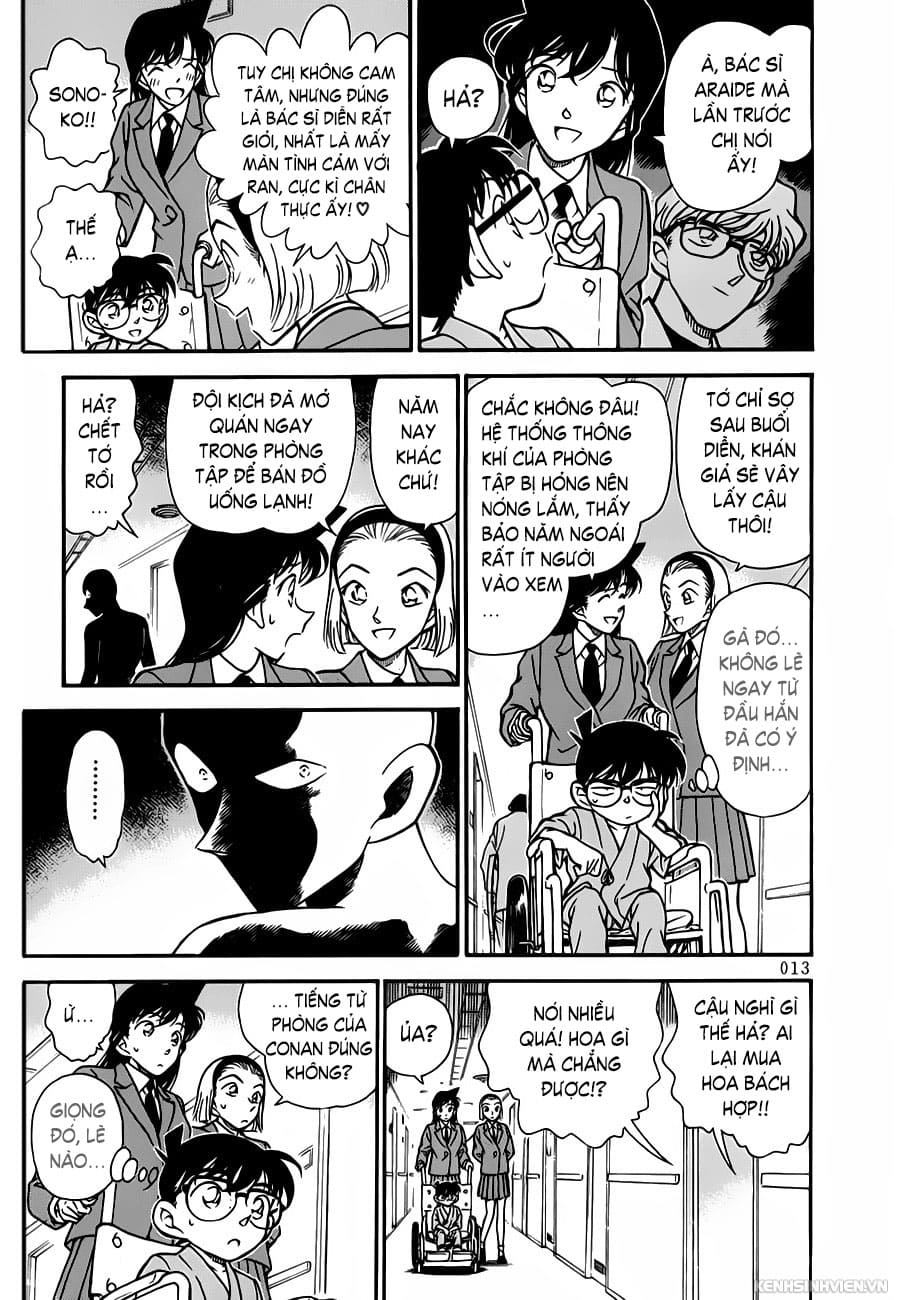 À, BÁC SĨ
ARAIDE MÀ
LẦN TRƯỚC
CHỊ NÓI
ẤY!
HẢ?
TUY CHỊ KHÔNG CAM
TÂM, NHƯNG ĐÚNG
LÀ BÁC SĨ DIỄN RẤT
GIỎI, NHẤT LÀ MẤY
MÀN TÌNH CẢM VỚI
RAN, CỰC KÌ CHÂN
THỰC ẤY!♡
SONO-
KO!!
THẾ
Ạ...
TỚ CHỈ SỢ
SAU BUỔI
DIỄN, KHÁN
GIẢ SẼ VÂY
LẤY CẬU
THÔI!
CHẮC KHÔNG ĐÂU!
HỆ THỐNG THÔNG
KHÍ CỦA PHÒNG
TẬP BỊ HỎNG NÊN
NÓNG LẮM, THẤY
BẢO NĂM NGOÁI
RẤT ÍT NGƯỜI
VÀO XEM
...
GÃ ĐÓ...
KHÔNG LẼ
NGAY TỪ
ĐẦU HẮN
ĐÃ CÓ Ý
ĐỊNH...
NĂM
NAY
KHÁC
CHỨ!
ĐỘI KỊCH ĐÃ MỞ
QUÁN NGAY
TRONG PHÒNG
TẬP ĐỂ BÁN ĐỒ
UỐNG LẠNH!
HẢ?
CHẾT
TỚ RỒI
...
.........
013
CẬU NGHĨ GÌ
THẾ HẢ? AI
LẠI MUA
HOA BÁCH
HỢP!!
NÓI NHIỀU
QUÁ! HOA GÌ
MÀ CHẲNG
ĐƯỢC!?
ỦA?
... TIẾNG TỪ
PHÒNG CỦA
CONAN ĐÚNG
KHÔNG?
Ừ...
GIỌNG
ĐÓ, LẼ
NÀO...
KENHSINHVIEN.VN